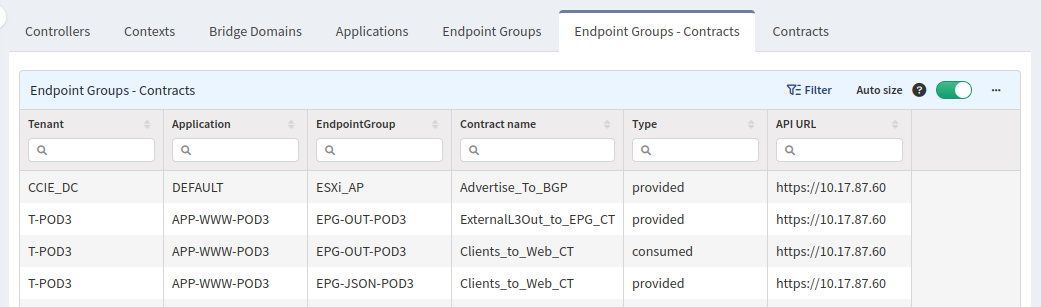 Controllers Contexts Bridge Domains Applications Endpoint Groups Endpoint Groups - Contracts Contracts
Endpoint Groups - Contracts Filter Auto size ? ...
Tenant Application EndpointGroup Contract name Type API URL
CCIE_DC DEFAULT ESXi_AP Advertise_To_BGP provided https://10.17.87.60
T-POD3 APP-WWW-POD3 EPG-OUT-POD3 ExternalL3Out_to_EPG_CT provided https://10.17.87.60
T-POD3 APP-WWW-POD3 EPG-OUT-POD3 Clients_to_Web_CT consumed https://10.17.87.60
T-POD3 APP-WWW-POD3 EPG-JSON-POD3 Clients_to_Web_CT provided https://10.17.87.60